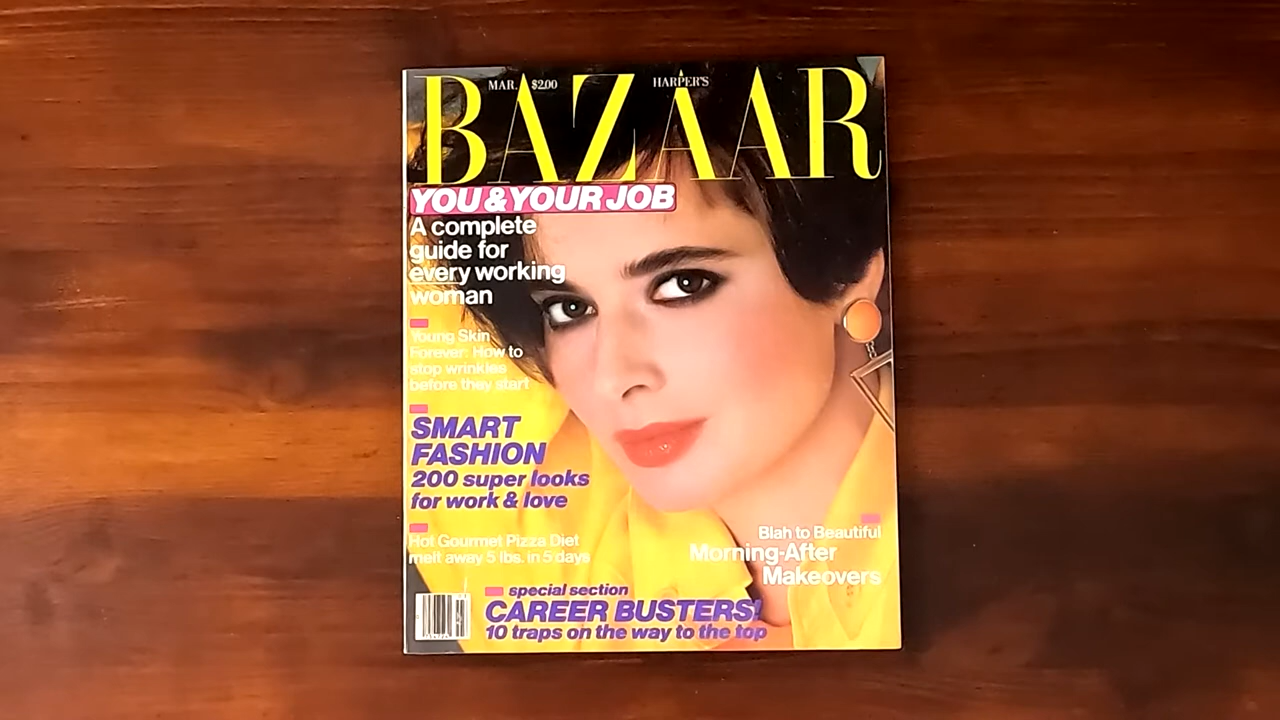 MAR. $2.00 HARPER'S
BAZAAR
YOU & YOUR JOB
A complete
guide for
every working
woman
Young Skin
Forever: How to
stop wrinkles
before they start
SMART
FASHION
200 super looks
for work & love
Hot Gourmet Pizza Diet
melt away 5 lbs. in 5 days
Blah to Beautiful
Morning-After
Makeovers
special section
CAREER BUSTERS!
10 traps on the way to the top